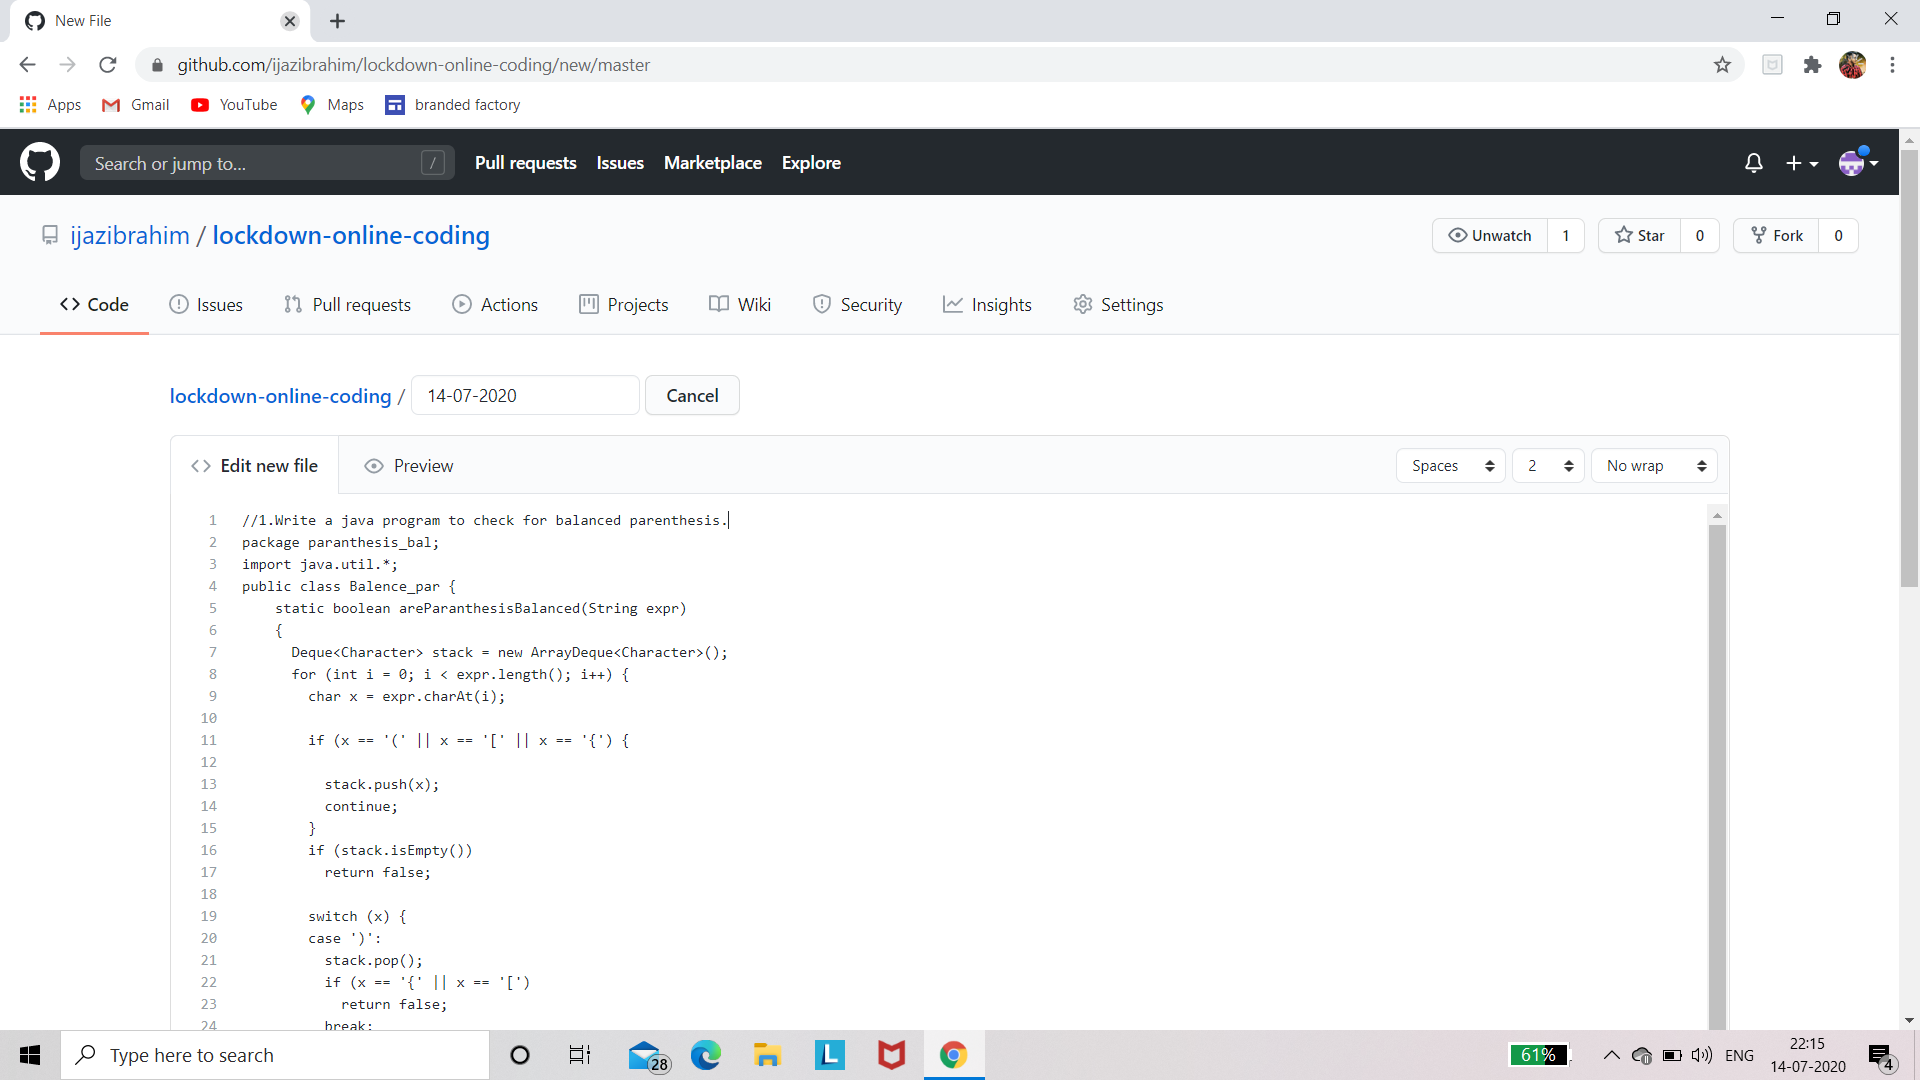 New File
github.com/ijazibrahim/lockdown-online-coding/new/master
Apps Gmail YouTube Maps branded factory
Search or jump to... / Pull requests Issues Marketplace Explore
ijazibrahim / lockdown-online-coding Unwatch 1 Star 0 Fork 0
Code Issues Pull requests Actions Projects Wiki Security Insights Settings
lockdown-online-coding / 14-07-2020 Cancel
Edit new file Preview Spaces 2 No wrap
1 //1.Write a java program to check for balanced parenthesis.
2 package paranthesis_bal;
3 import java.util.*;
4 public class Balence_par {
5 static boolean areParanthesisBalanced(String expr)
6 {
7 Deque<Character> stack = new ArrayDeque<Character>();
8 for (int i = 0; i < expr.length(); i++) {
9 char x = expr.charAt(i);
10
11 if (x == '(' || x == '[' || x == '{') {
12
13 stack.push(x);
14 continue;
15 }
16 if (stack.isEmpty())
17 return false;
18
19 switch (x) {
20 case ')':
21 stack.pop();
22 if (x == '{' || x == '[')
23 return false;
24 break;
Type here to search 28 L 61% ENG 22:15
14-07-2020 4